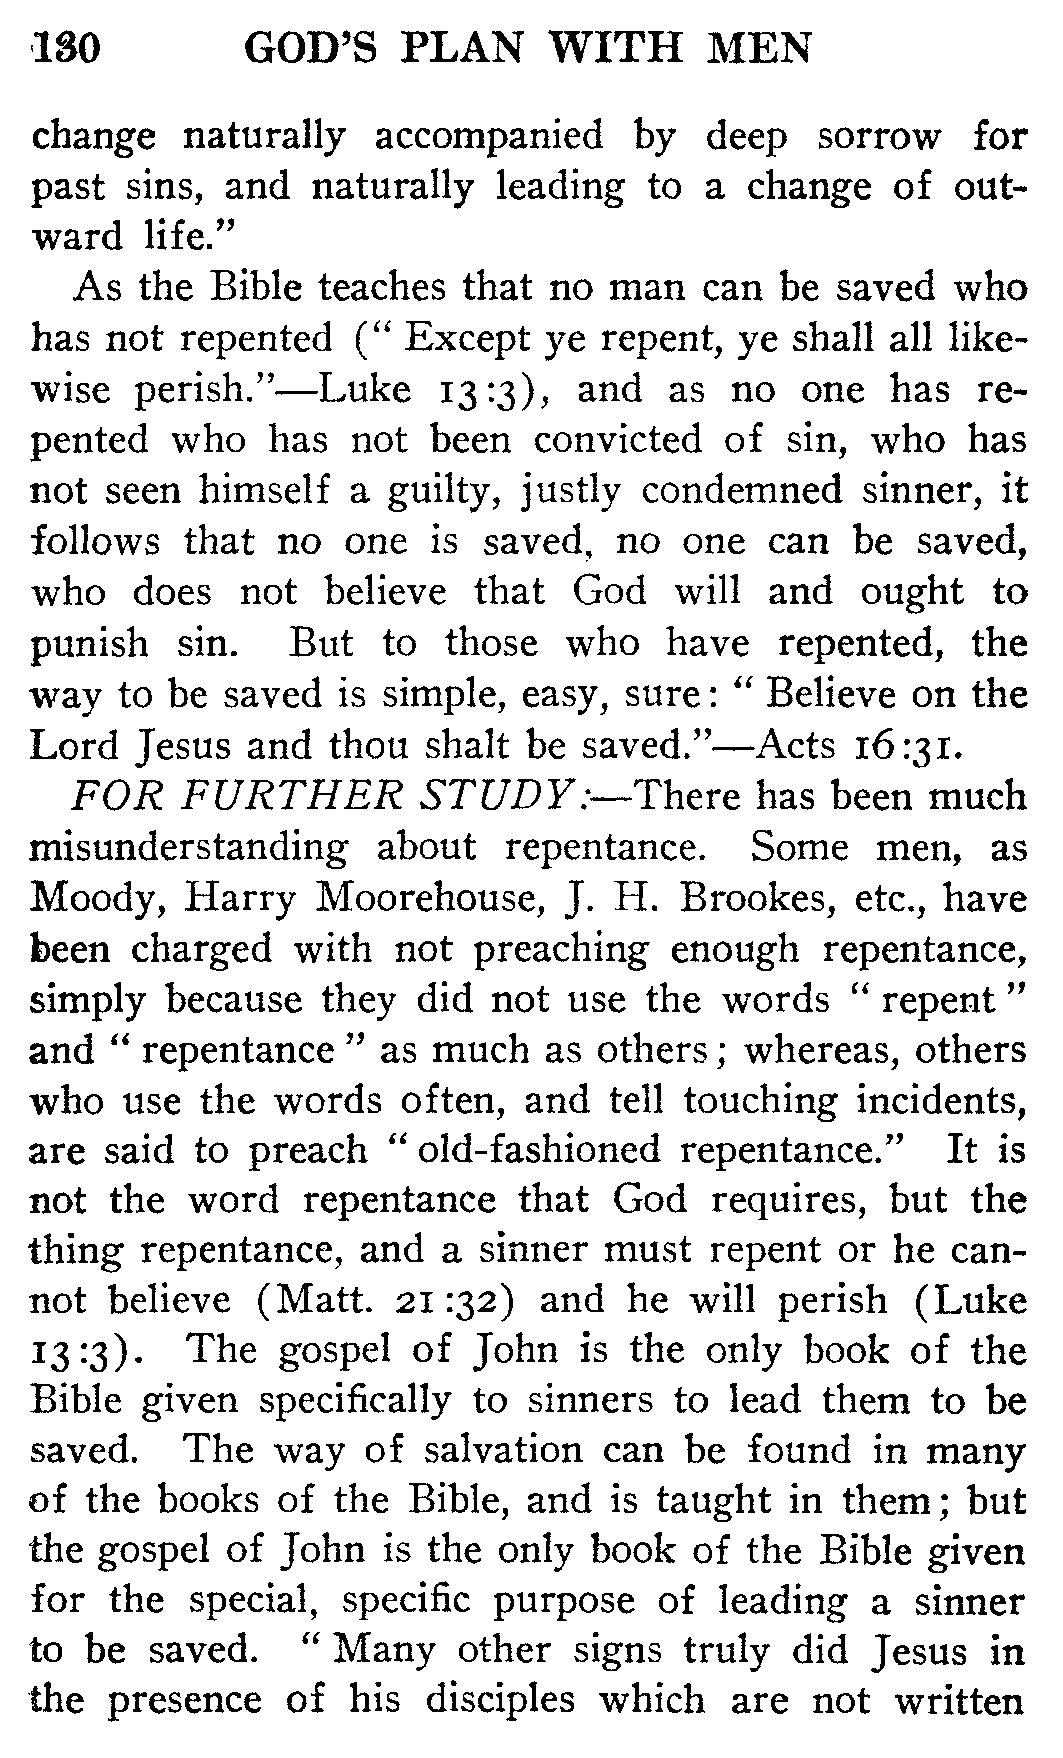 130 GOD'S PLAN WITH MEN
change naturally accompanied by deep sorrow for
past sins, and naturally leading to a change of out-
ward life."
As the Bible teaches that no man can be saved who
has not repented (" Except ye repent, ye shall all like-
wise perish."—Luke 13:3), and as no one has re-
pented who has not been convicted of sin, who has
not seen himself a guilty, justly condemned sinner, it
follows that no one is saved, no one can be saved,
who does not believe that God will and ought to
punish sin. But to those who have repented, the
way to be saved is simple, easy, sure: " Believe on the
Lord Jesus and thou shalt be saved."—Acts 16:31.
FOR FURTHER STUDY:—There has been much
misunderstanding about repentance. Some men, as
Moody, Harry Moorehouse, J. H. Brookes, etc., have
been charged with not preaching enough repentance,
simply because they did not use the words " repent "
and " repentance " as much as others; whereas, others
who use the words often, and tell touching incidents,
are said to preach " old-fashioned repentance." It is
not the word repentance that God requires, but the
thing repentance, and a sinner must repent or he can-
not believe (Matt. 21:32) and he will perish (Luke
13:3). The gospel of John is the only book of the
Bible given specifically to sinners to lead them to be
saved. The way of salvation can be found in many
of the books of the Bible, and is taught in them; but
the gospel of John is the only book of the Bible given
for the special, specific purpose of leading a sinner
to be saved. " Many other signs truly did Jesus in
the presence of his disciples which are not written